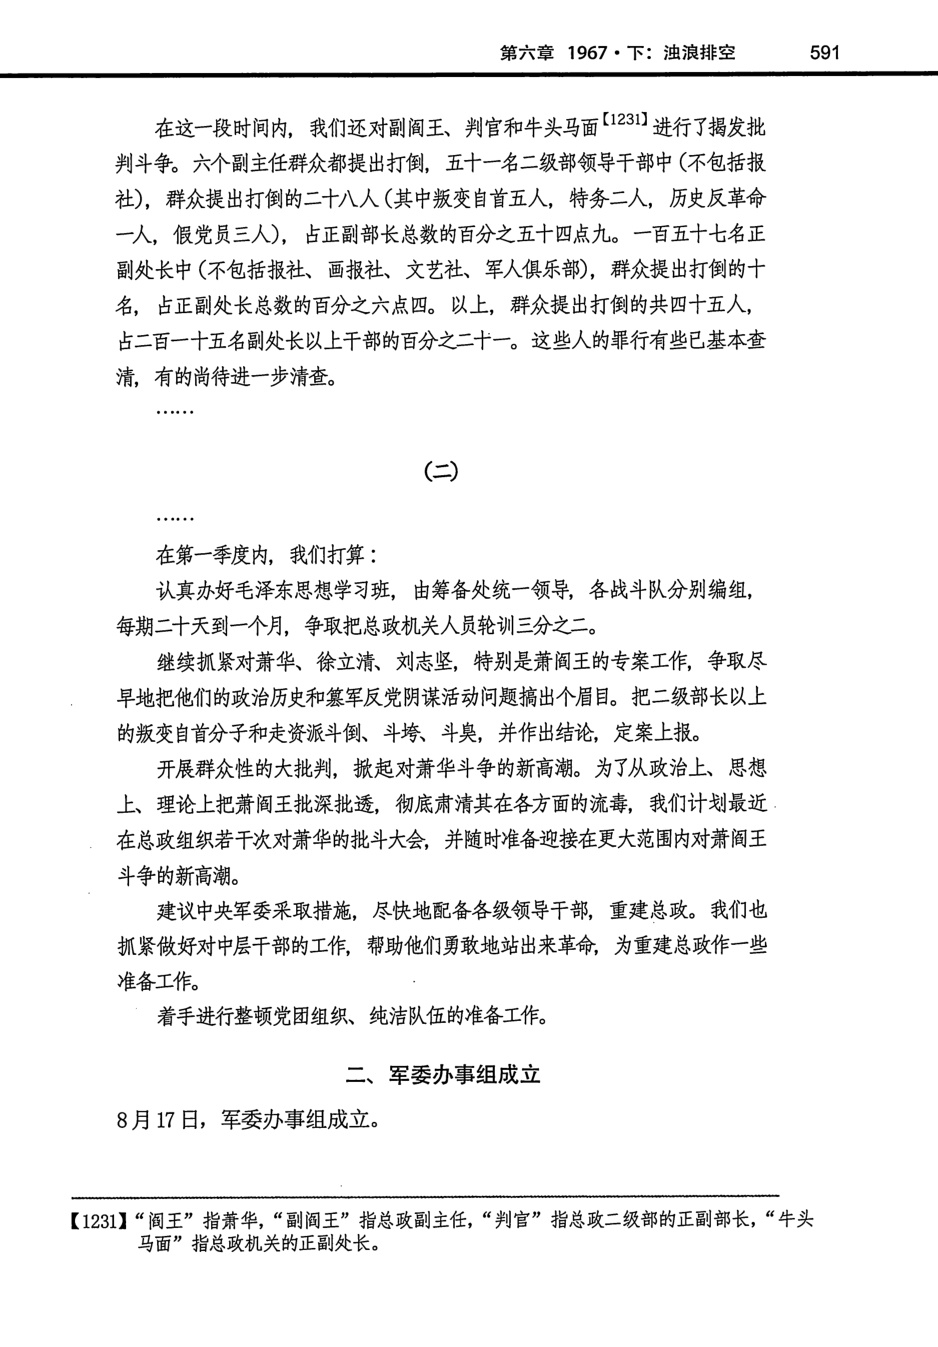 第六章 1967·下：浊浪排空 591
在这一段时间内，我们还对副阎王、判官和牛头马面【1231】进行了揭发批
判斗争。六个副主任群众都提出打倒，五十一名二级部领导干部中（不包括报
社），群众提出打倒的二十八人（其中叛变自首五人，特务二人，历史反革命
一人，假党员三人），占正副部长总数的百分之五十四点九。一百五十七名正
副处长中（不包括报社、画报社、文艺社、军人俱乐部），群众提出打倒的十
名，占正副处长总数的百分之六点四。以上，群众提出打倒的共四十五人，
占二百一十五名副处长以上干部的百分之二十一。这些人的罪行有些已基本查
清，有的尚待进一步清查。
……
（二）
……
在第一季度内，我们打算：
认真办好毛泽东思想学习班，由筹备处统一领导，各战斗队分别编组，
每期二十天到一个月，争取把总政机关人员轮训三分之二。
继续抓紧对萧华、徐立清、刘志坚，特别是萧阎王的专案工作，争取尽
早地把他们的政治历史和篡军反党阴谋活动问题搞出个眉目。把二级部长以上
的叛变自首分子和走资派斗倒、斗垮、斗臭，并作出结论，定案上报。
开展群众性的大批判，掀起对萧华斗争的新高潮。为了从政治上、思想
上、理论上把萧阎王批深批透，彻底肃清其在各方面的流毒，我们计划最近
在总政组织若干次对萧华的批斗大会，并随时准备迎接在更大范围内对萧阎王
斗争的新高潮。
建议中央军委采取措施，尽快地配备各级领导干部，重建总政。我们也
抓紧做好对中层干部的工作，帮助他们勇敢地站出来革命，为重建总政作一些
准备工作。
着手进行整顿党团组织、纯洁队伍的准备工作。
二、军委办事组成立
8月17日，军委办事组成立。
【1231】“阎王”指萧华，“副阎王”指总政副主任，“判官”指总政二级部的正副部长，“牛头
马面”指总政机关的正副处长。